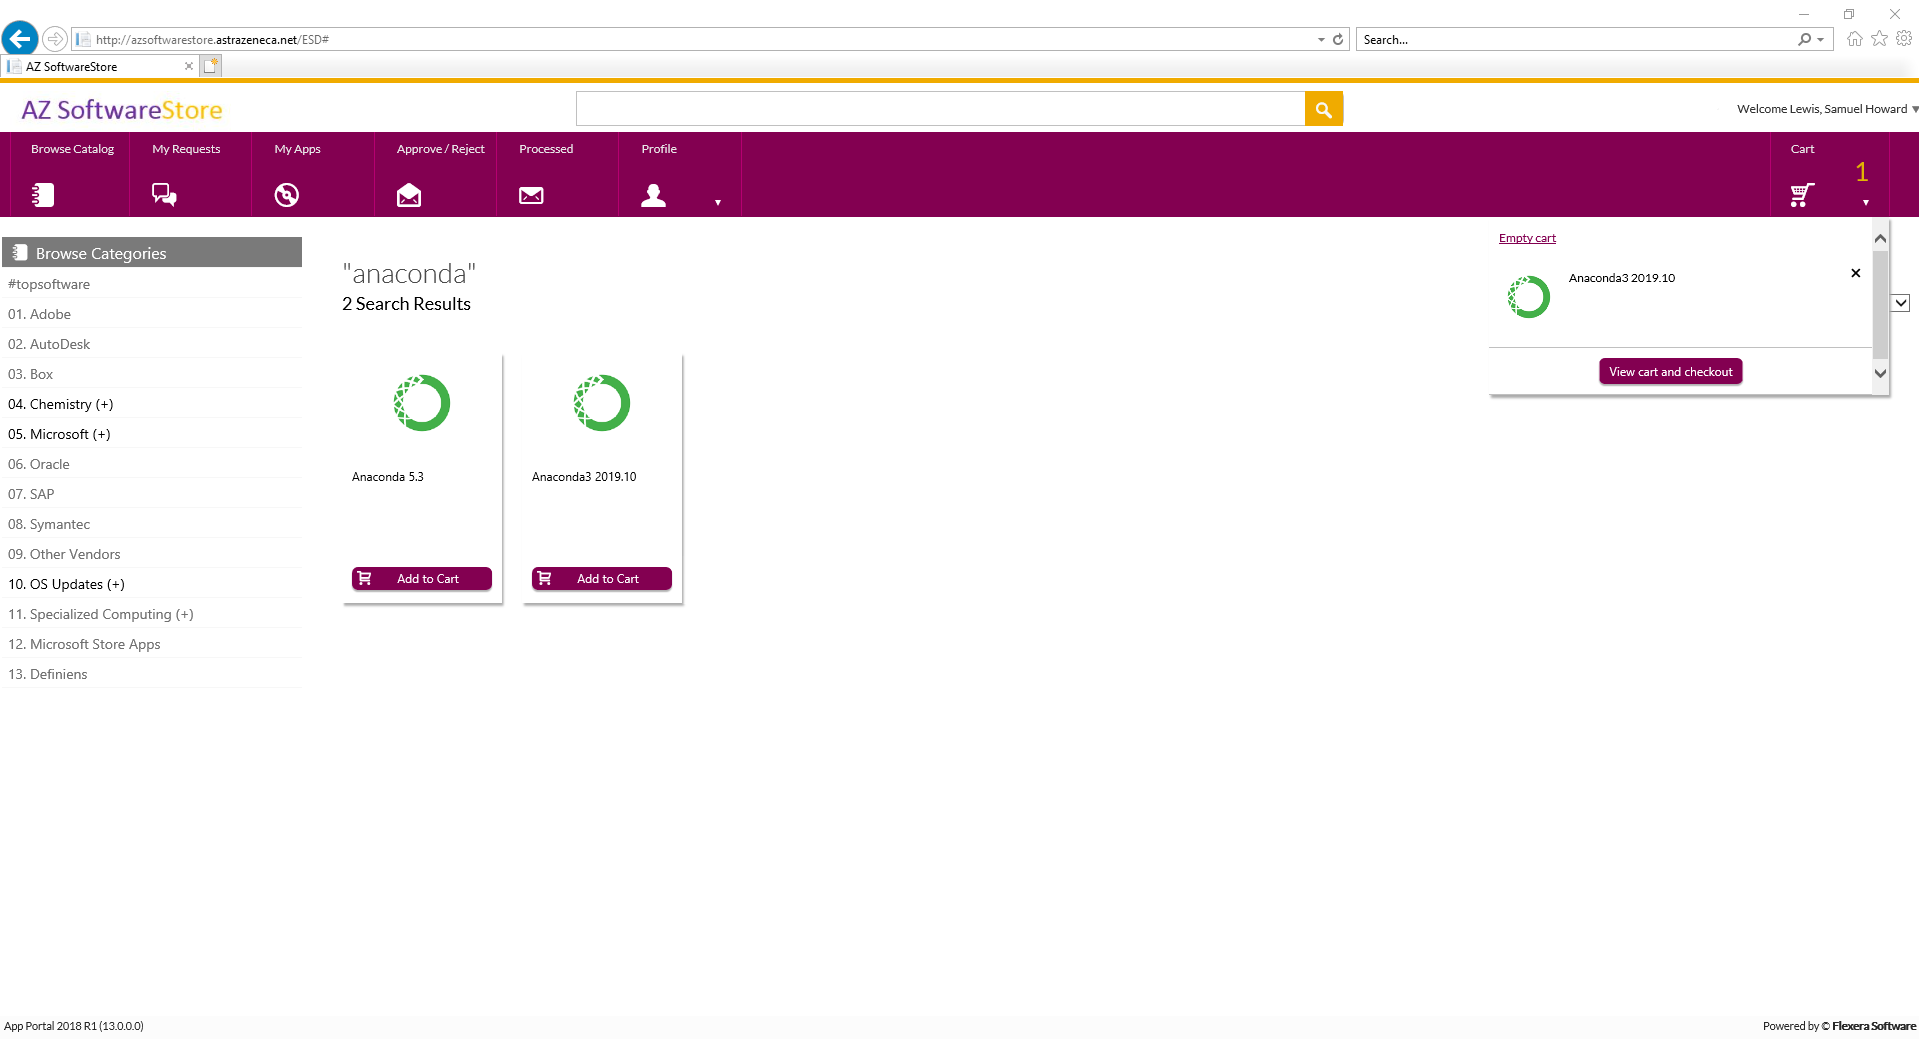 http://azsoftwarestore.astrazeneca.net/ESD#
Search...
AZ SoftwareStore
AZ SoftwareStore
Welcome Lewis, Samuel Howard
Browse Catalog
My Requests
My Apps
Approve / Reject
Processed
Profile
Cart
1
Browse Categories
#topsoftware
01. Adobe
02. AutoDesk
03. Box
04. Chemistry (+)
05. Microsoft (+)
06. Oracle
07. SAP
08. Symantec
09. Other Vendors
10. OS Updates (+)
11. Specialized Computing (+)
12. Microsoft Store Apps
13. Definiens
"anaconda"
2 Search Results
Anaconda 5.3
Add to Cart
Anaconda3 2019.10
Add to Cart
Empty cart
Anaconda3 2019.10
View cart and checkout
App Portal 2018 R1 (13.0.0.0)
Powered by © Flexera Software